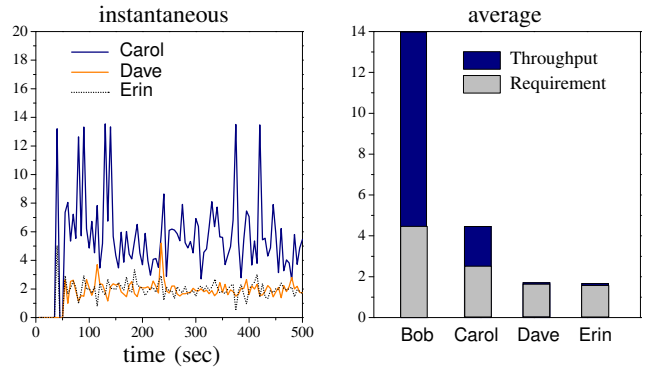 instantaneous
20
18
16
14
12
10
8
6
4
2
0
Carol
Dave
Erin
0 100 200 300 400 500
time (sec)
average
14
12
10
8
6
4
2
0
Throughput
Requirement
Bob Carol Dave Erin